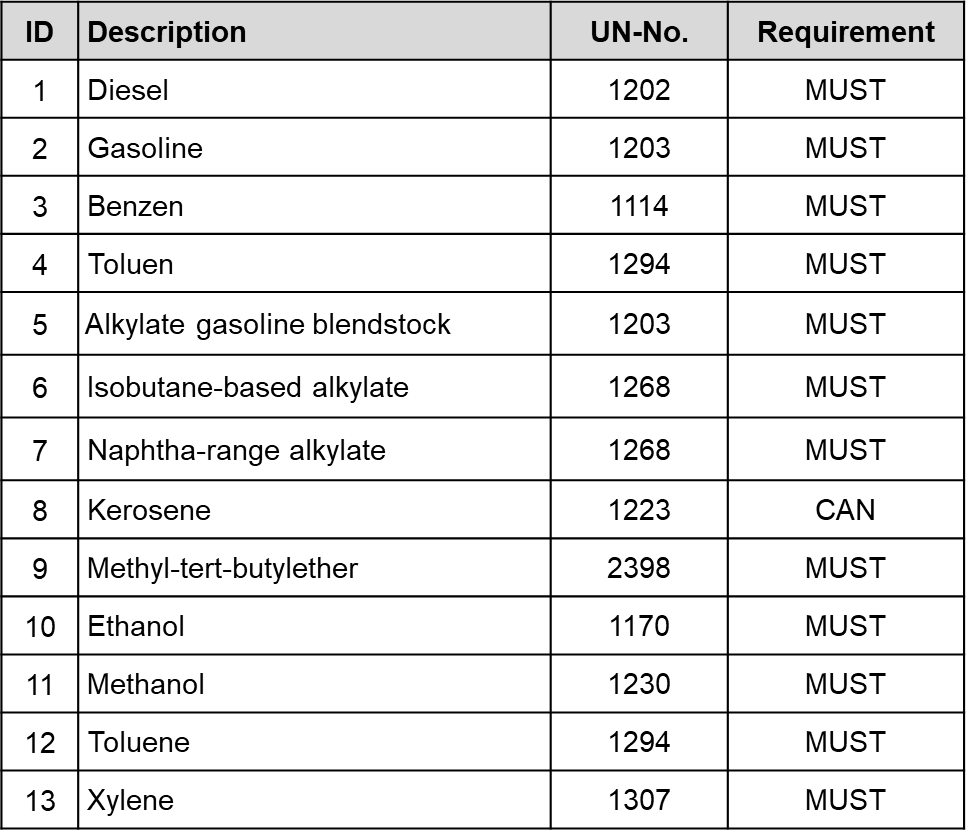 ID Description UN-No. Requirement
1 Diesel 1202 MUST
2 Gasoline 1203 MUST
3 Benzen 1114 MUST
4 Toluen 1294 MUST
5 Alkylate gasoline blendstock 1203 MUST
6 Isobutane-based alkylate 1268 MUST
7 Naphtha-range alkylate 1268 MUST
8 Kerosene 1223 CAN
9 Methyl-tert-butylether 2398 MUST
10 Ethanol 1170 MUST
11 Methanol 1230 MUST
12 Toluene 1294 MUST
13 Xylene 1307 MUST